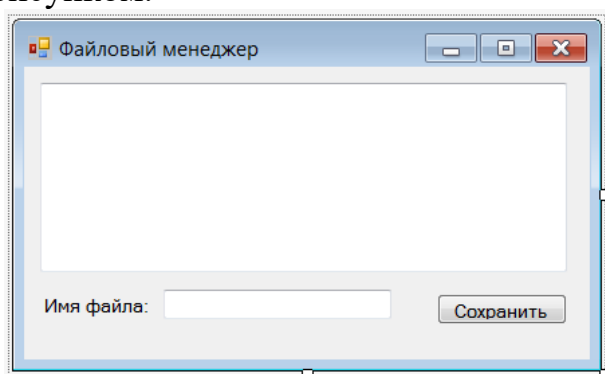 Файловый менеджер
Имя файла:
Сохранить